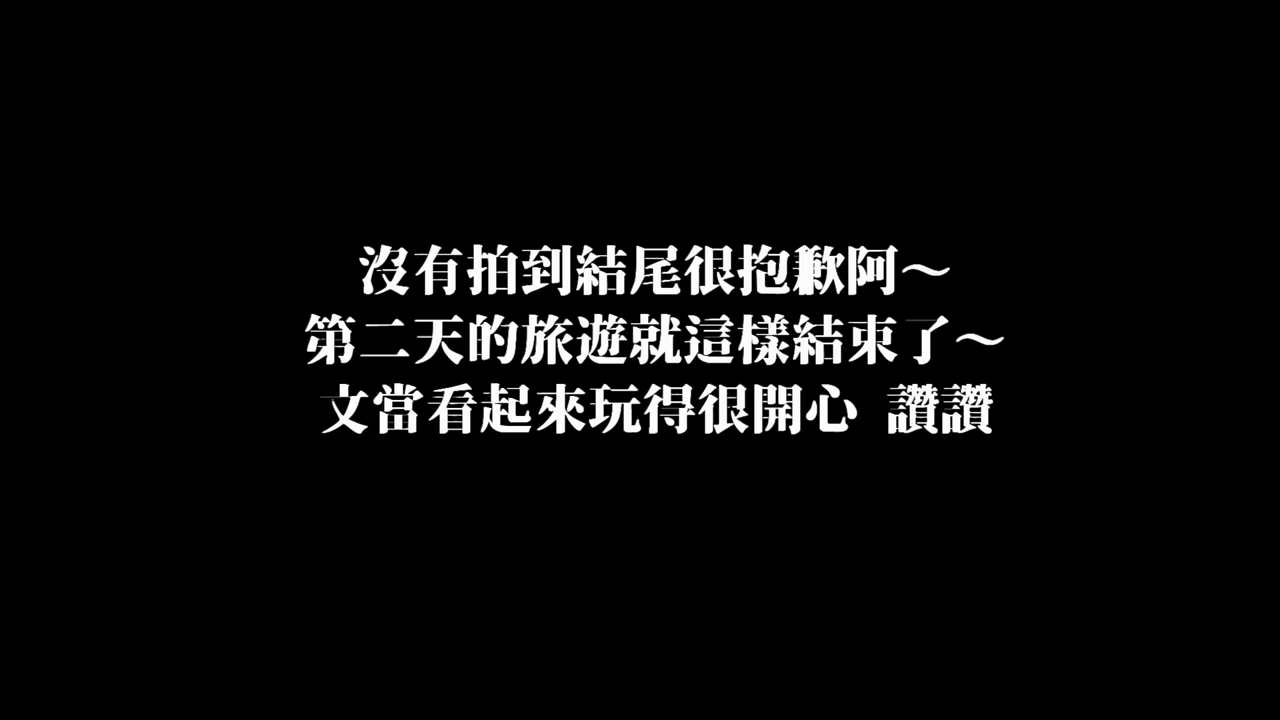 沒有拍到結尾很抱歉阿～
第二天的旅遊就這樣結束了～
文當看起來玩得很開心 讚讚